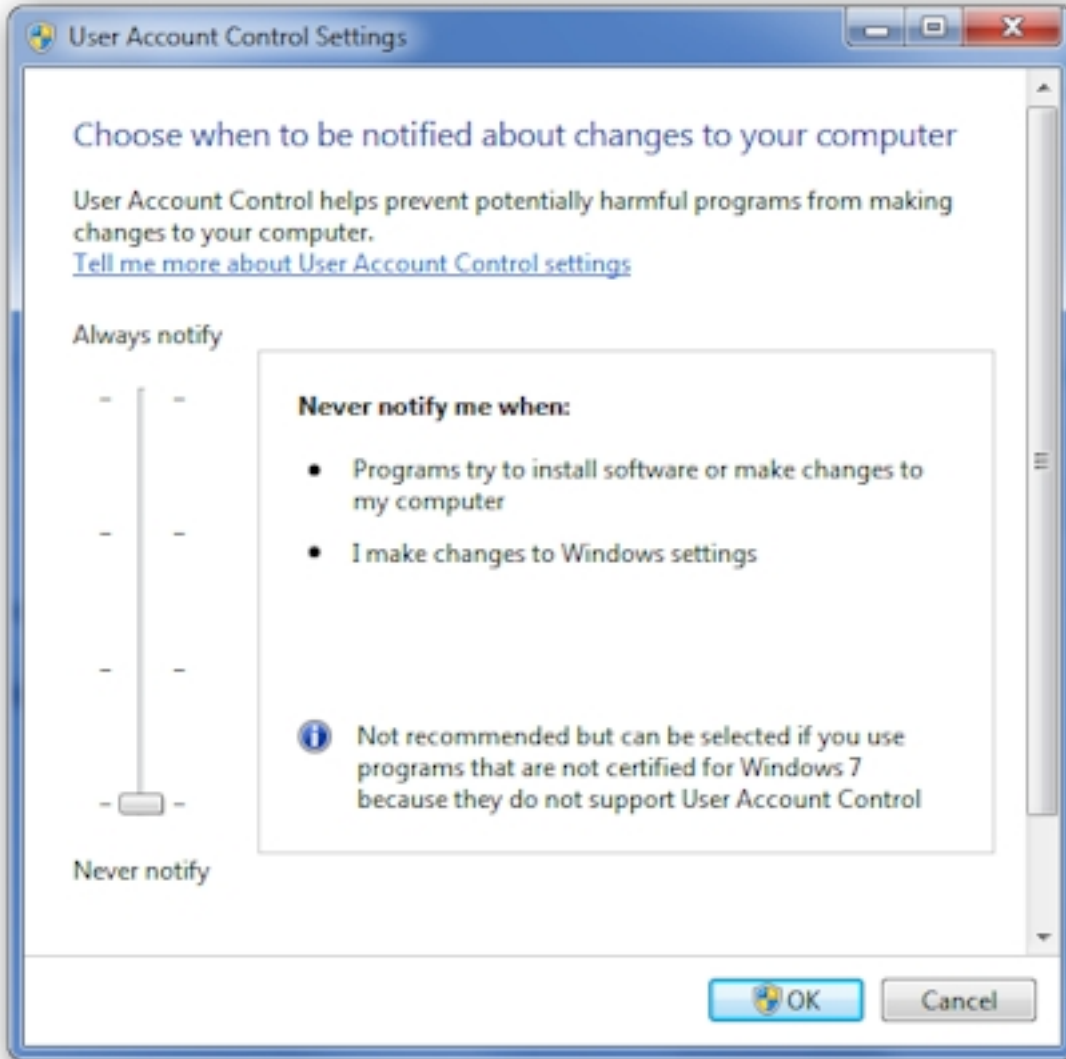 User Account Control Settings
Choose when to be notified about changes to your computer
User Account Control helps prevent potentially harmful programs from making
changes to your computer.
Tell me more about User Account Control settings
Always notify
Never notify me when:
Programs try to install software or make changes to
my computer
I make changes to Windows settings
Not recommended but can be selected if you use
programs that are not certified for Windows 7
because they do not support User Account Control
Never notify
OK
Cancel